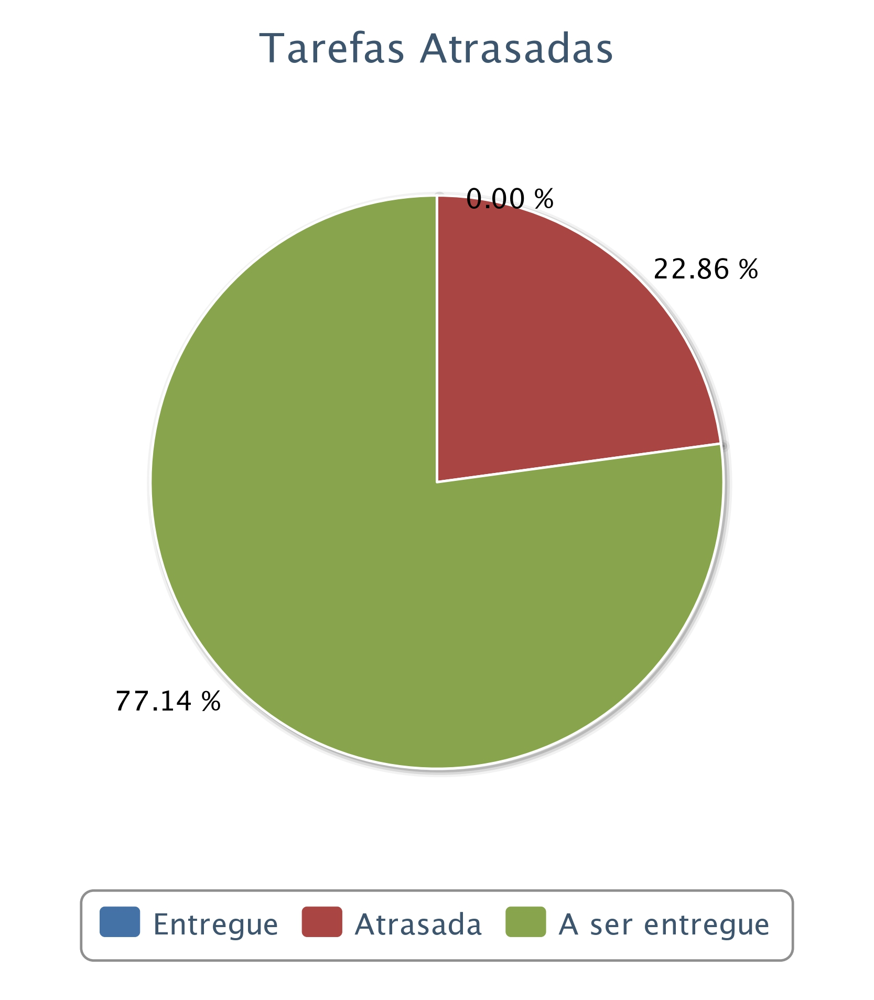 Tarefas Atrasadas
0.00 %
22.86 %
77.14 %
Entregue Atrasada A ser entregue